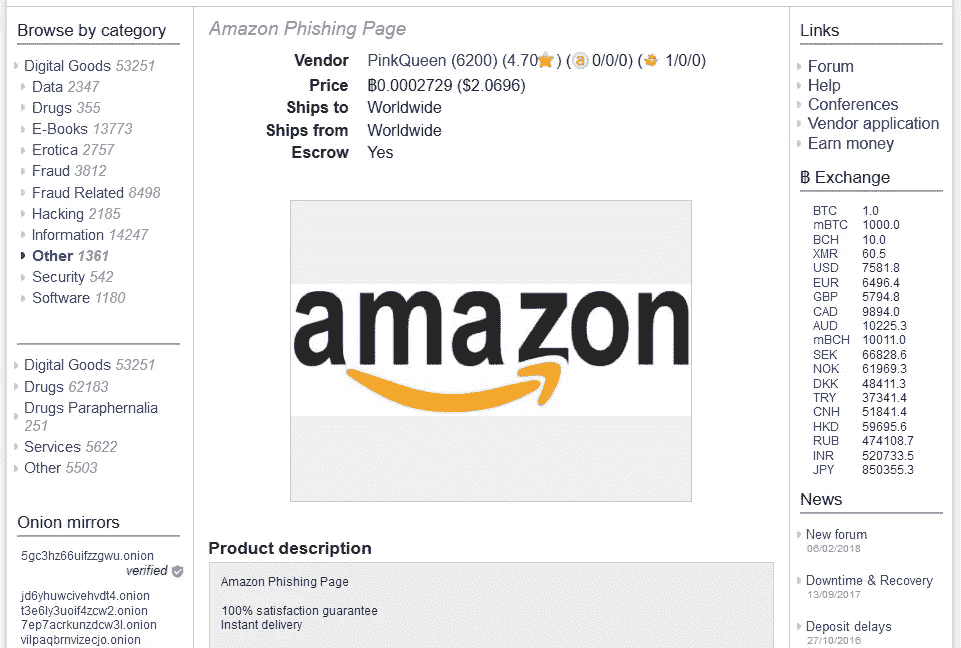 Browse by category
Digital Goods 53251
Data 2347
Drugs 355
E-Books 13773
Erotica 2757
Fraud 3812
Fraud Related 8498
Hacking 2185
Information 14247
Other 1361
Security 542
Software 1180
Digital Goods 53251
Drugs 62183
Drugs Paraphernalia
251
Services 5622
Other 5503
Onion mirrors
5gc3hz66uifzzgwu.onion
verified
jd6yhuwcivehvdt4.onion
t3e6ly3uoif4zcw2.onion
7ep7acrkunzdcw3l.onion
vilpaqbrnvizecjo.onion
Amazon Phishing Page
Vendor PinkQueen (6200) (4.70) (a 0/0/0) ( 1/0/0)
Price ฿0.0002729 ($2.0696)
Ships to Worldwide
Ships from Worldwide
Escrow Yes
amazon
Product description
Amazon Phishing Page
100% satisfaction guarantee
Instant delivery
Links
Forum
Help
Conferences
Vendor application
Earn money
฿ Exchange
BTC 1.0
mBTC 1000.0
BCH 10.0
XMR 60.5
USD 7581.8
EUR 6496.4
GBP 5794.8
CAD 9894.0
AUD 10225.3
mBCH 10011.0
SEK 66828.6
NOK 61969.3
DKK 48411.3
TRY 37341.4
CNH 51841.4
HKD 59695.6
RUB 474108.7
INR 520733.5
JPY 850355.3
News
New forum
06/02/2018
Downtime & Recovery
13/09/2017
Deposit delays
27/10/2016